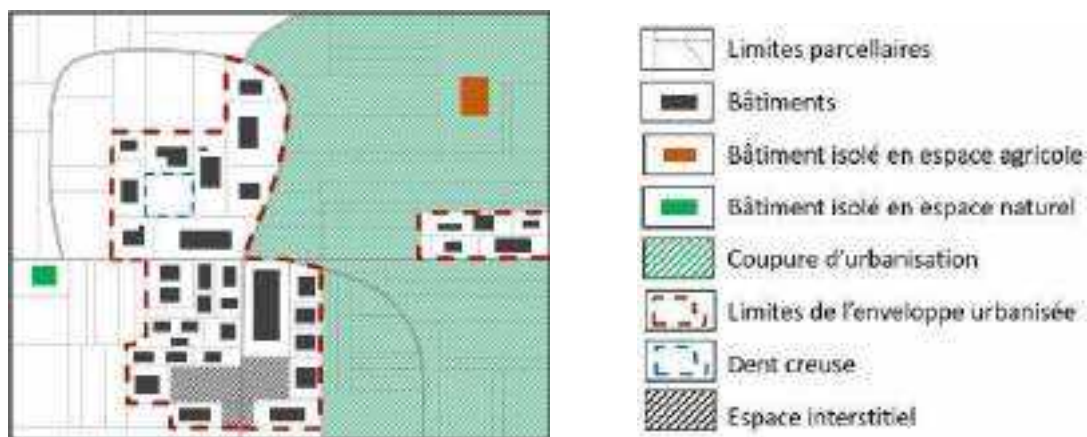 Limites parcellaires
Bâtiments
Bâtiment isolé en espace agricole
Bâtiment isolé en espace naturel
Coupure d'urbanisation
Limites de l'enveloppe urbanisée
Dent creuse
Espace interstitiel